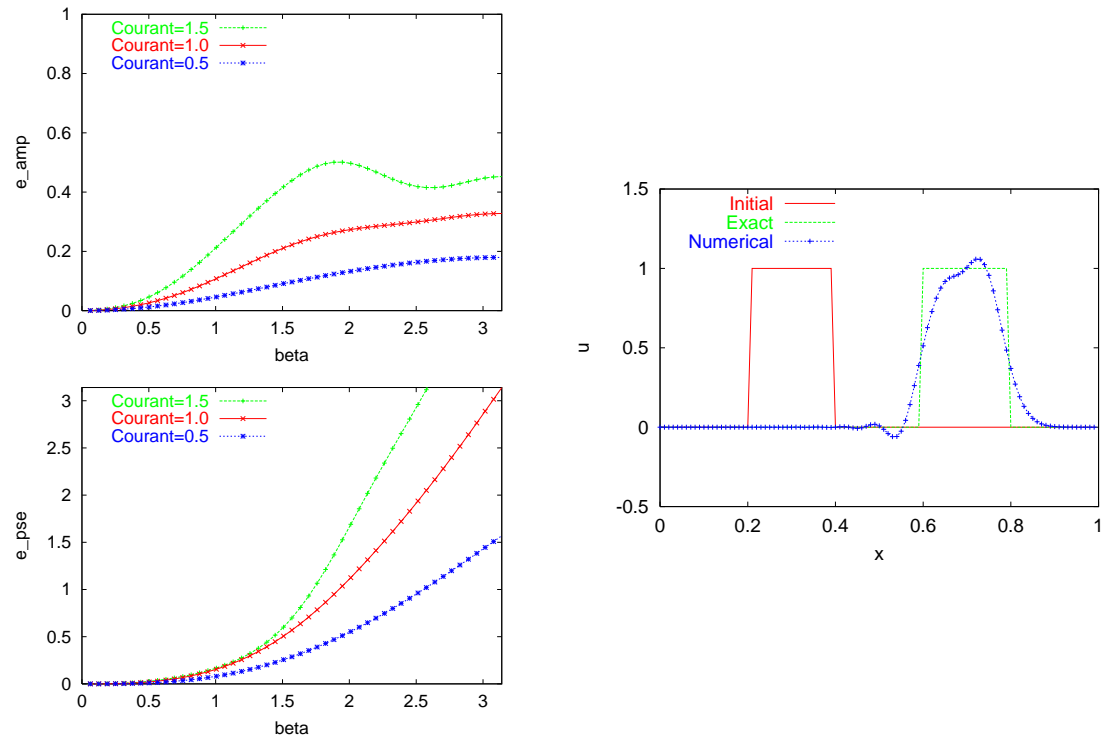 e_amp
1
0.8
0.6
0.4
0.2
0
Courant=1.5
Courant=1.0
Courant=0.5
0 0.5 1 1.5 2 2.5 3
beta
e_pse
3
2.5
2
1.5
1
0.5
0
Courant=1.5
Courant=1.0
Courant=0.5
0 0.5 1 1.5 2 2.5 3
beta
u
1.5
1
0.5
0
-0.5
Initial
Exact
Numerical
0 0.2 0.4 0.6 0.8 1
x